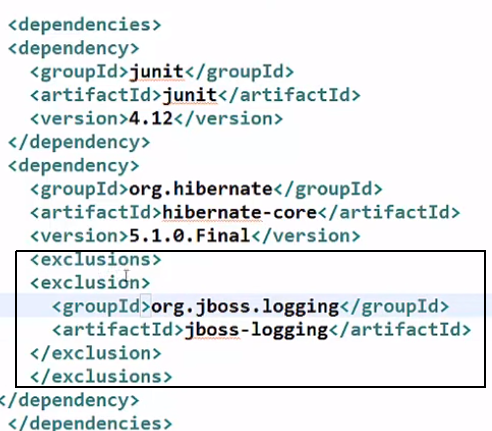 <dependencies>
<dependency>
<groupId>junit</groupId>
<artifactId>junit</artifactId>
<version>4.12</version>
</dependency>
<dependency>
<groupId>org.hibernate</groupId>
<artifactId>hibernate-core</artifactId>
<version>5.1.0.Final</version>
<exclusions>
<exclusion>
<groupId>org.jboss.logging</groupId>
<artifactId>jboss-logging</artifactId>
</exclusion>
</exclusions>
</dependency>
</dependencies>